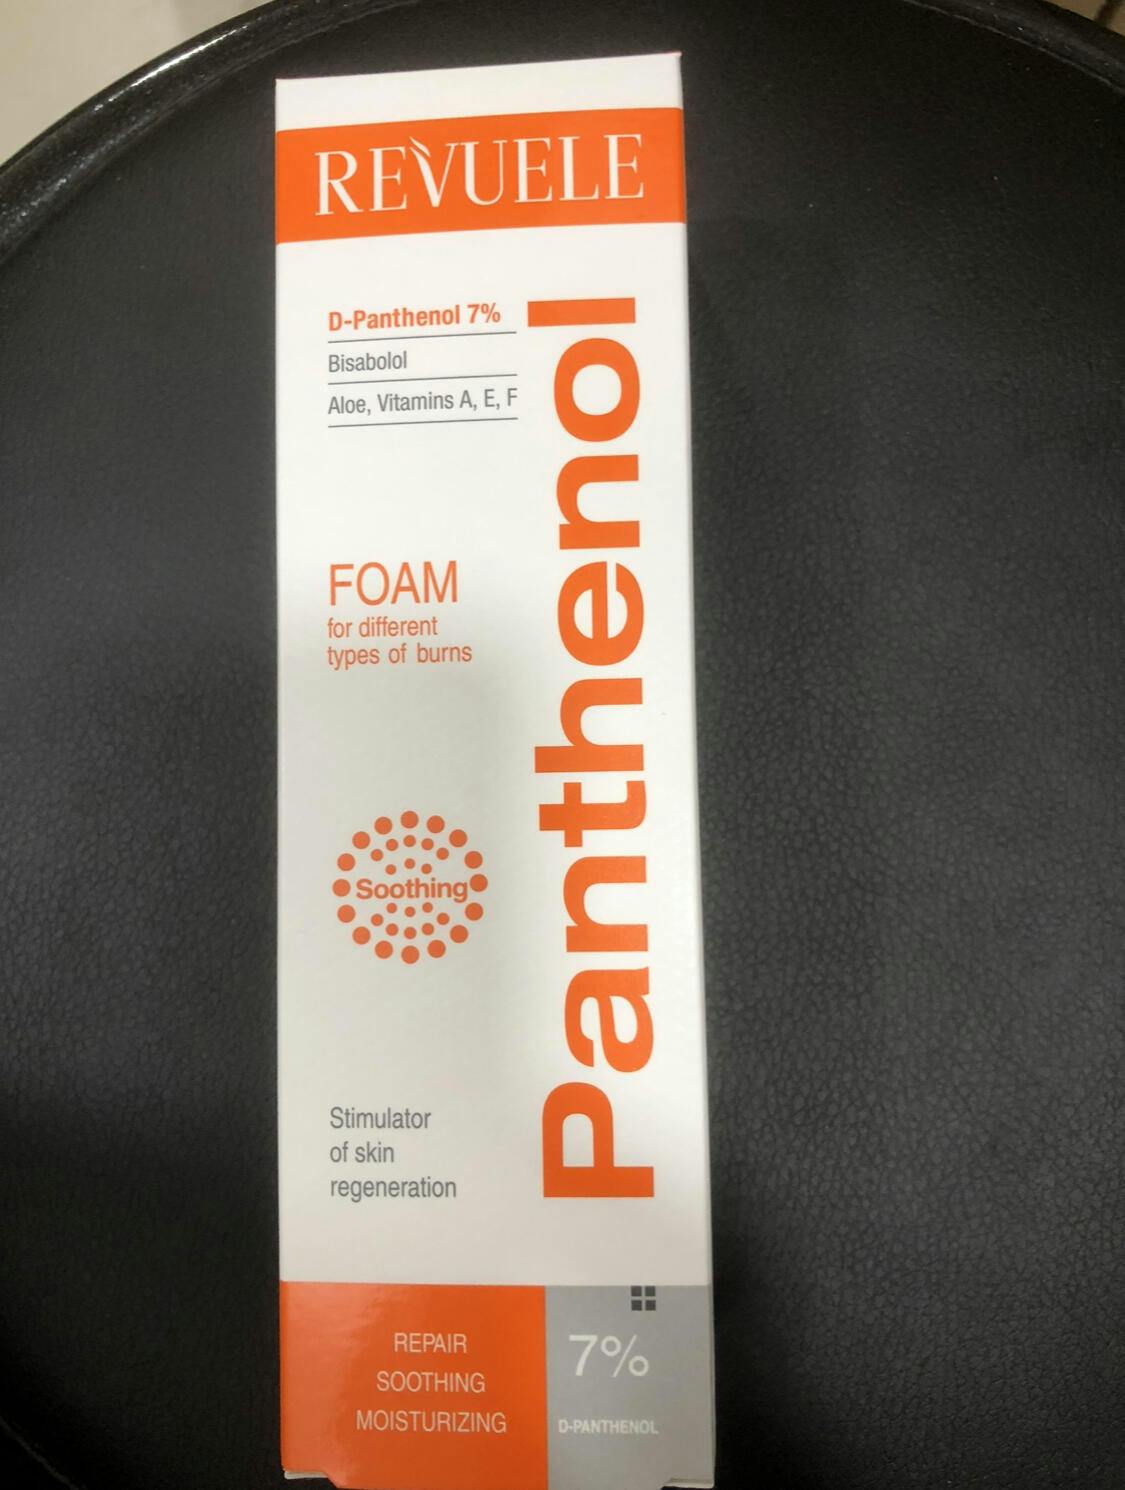 REVUELE
D-Panthenol 7%
Bisabolol
Aloe, Vitamins A, E, F
Panthenol
FOAM
for different
types of burns
Soothing
Stimulator
of skin
regeneration
REPAIR
SOOTHING
MOISTURIZING
7%
D-PANTHENOL